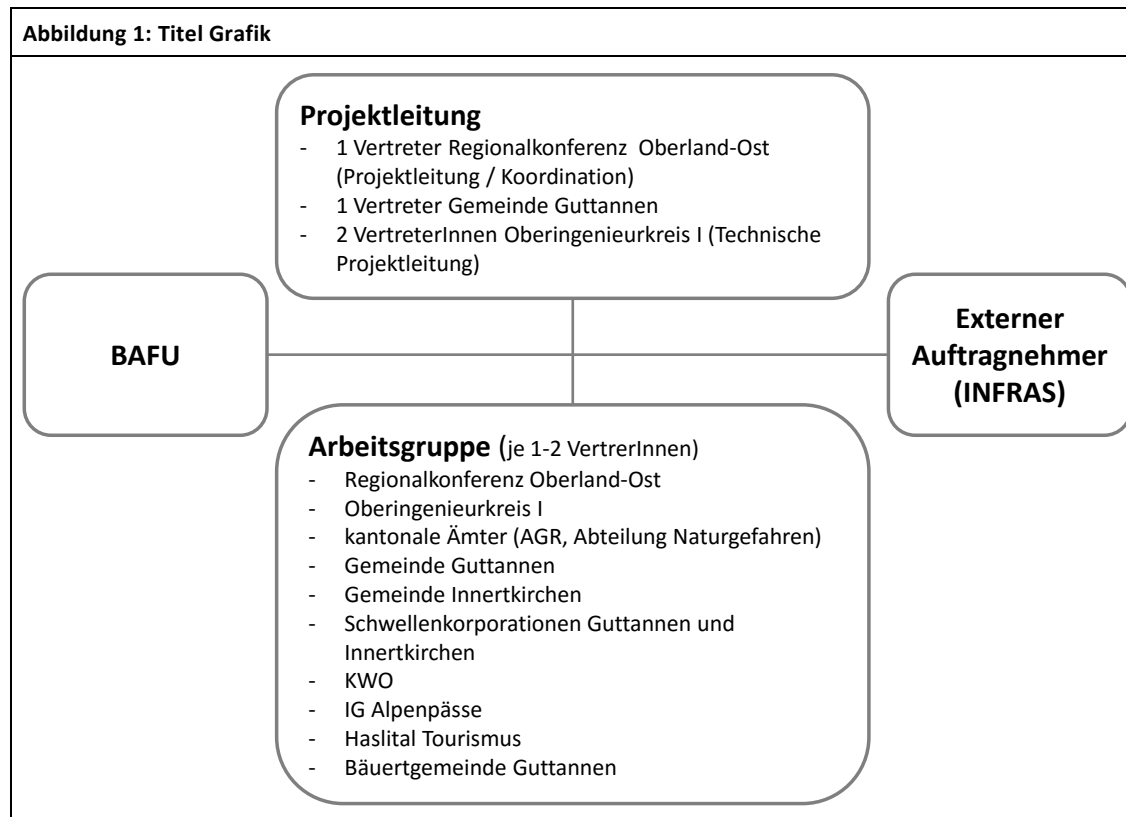 Abbildung 1: Titel Grafik
Projektleitung
- 1 Vertreter Regionalkonferenz Oberland-Ost
(Projektleitung / Koordination)
- 1 Vertreter Gemeinde Guttannen
- 2 VertreterInnen Oberingenieurkreis I (Technische
Projektleitung)
BAFU
Externer
Auftragnehmer
(INFRAS)
Arbeitsgruppe (je 1-2 VertrerInnen)
- Regionalkonferenz Oberland-Ost
- Oberingenieurkreis I
- kantonale Ämter (AGR, Abteilung Naturgefahren)
- Gemeinde Guttannen
- Gemeinde Innertkirchen
- Schwellenkorporationen Guttannen und
Innertkirchen
- KWO
- IG Alpenpässe
- Haslital Tourismus
- Bäuertgemeinde Guttannen